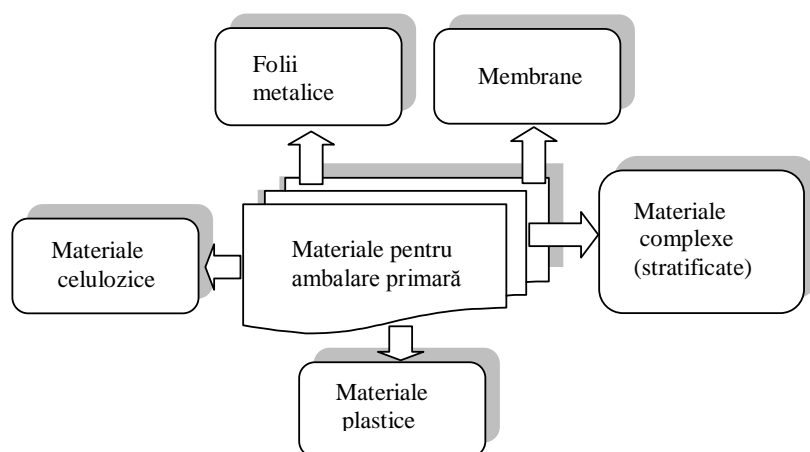 Folii
metalice
Membrane
Materiale
celulozice
Materiale pentru
ambalare primară
Materiale
complexe
(stratificate)
Materiale
plastice